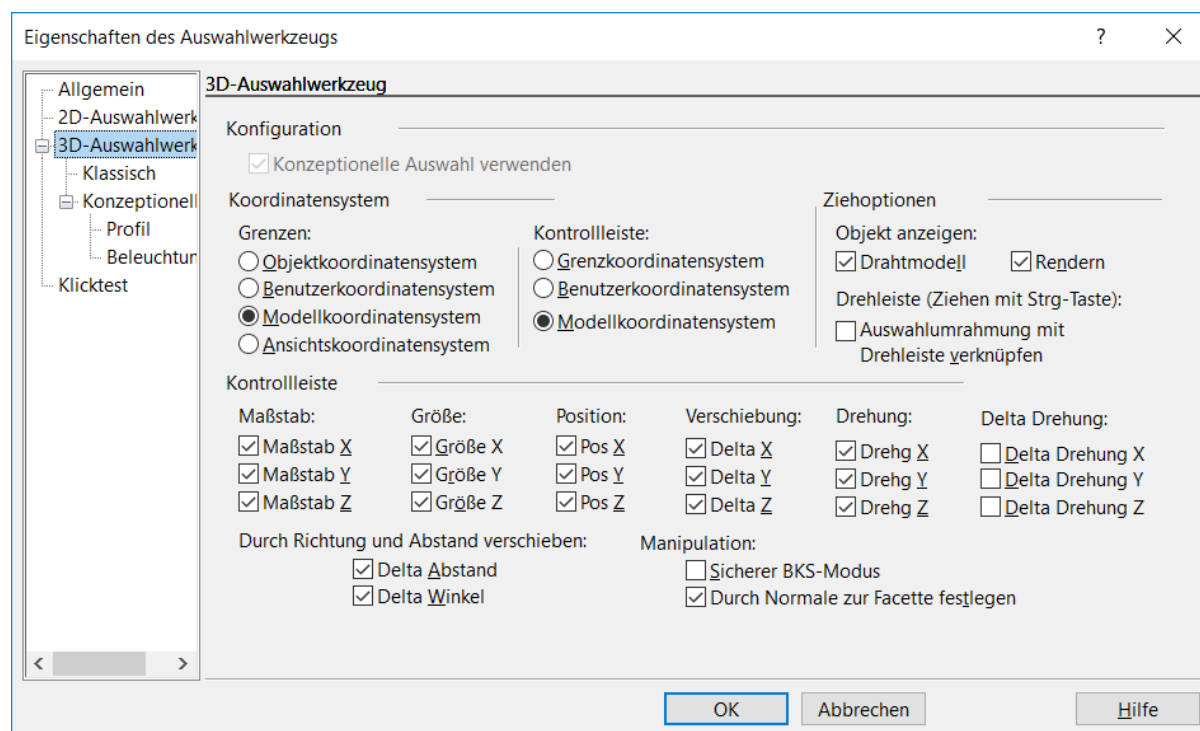 Eigenschaften des Auswahlwerkzeugs
?
Allgemein
2D-Auswahlwerk
3D-Auswahlwerk
Klassisch
Konzeptionell
Profil
Beleuchtun
Klicktest
3D-Auswahlwerkzeug
Konfiguration
Konzeptionelle Auswahl verwenden
Koordinatensystem
Grenzen:
Objektkoordinatensystem
Benutzerkoordinatensystem
Modellkoordinatensystem
Ansichtskoordinatensystem
Kontrollleiste:
Grenzkoordinatensystem
Benutzerkoordinatensystem
Modellkoordinatensystem
Ziehoptionen
Objekt anzeigen:
Drahtmodell Rendern
Drehleiste (Ziehen mit Strg-Taste):
Auswahlumrahmung mit
Drehleiste verknüpfen
Kontrollleiste
Maßstab:
Maßstab X
Maßstab Y
Maßstab Z
Größe:
Größe X
Größe Y
Größe Z
Position:
Pos X
Pos Y
Pos Z
Verschiebung:
Delta X
Delta Y
Delta Z
Drehung:
Drehg X
Drehg Y
Drehg Z
Delta Drehung:
Delta Drehung X
Delta Drehung Y
Delta Drehung Z
Durch Richtung und Abstand verschieben:
Delta Abstand
Delta Winkel
Manipulation:
Sicherer BKS-Modus
Durch Normale zur Facette festlegen
OK Abbrechen Hilfe